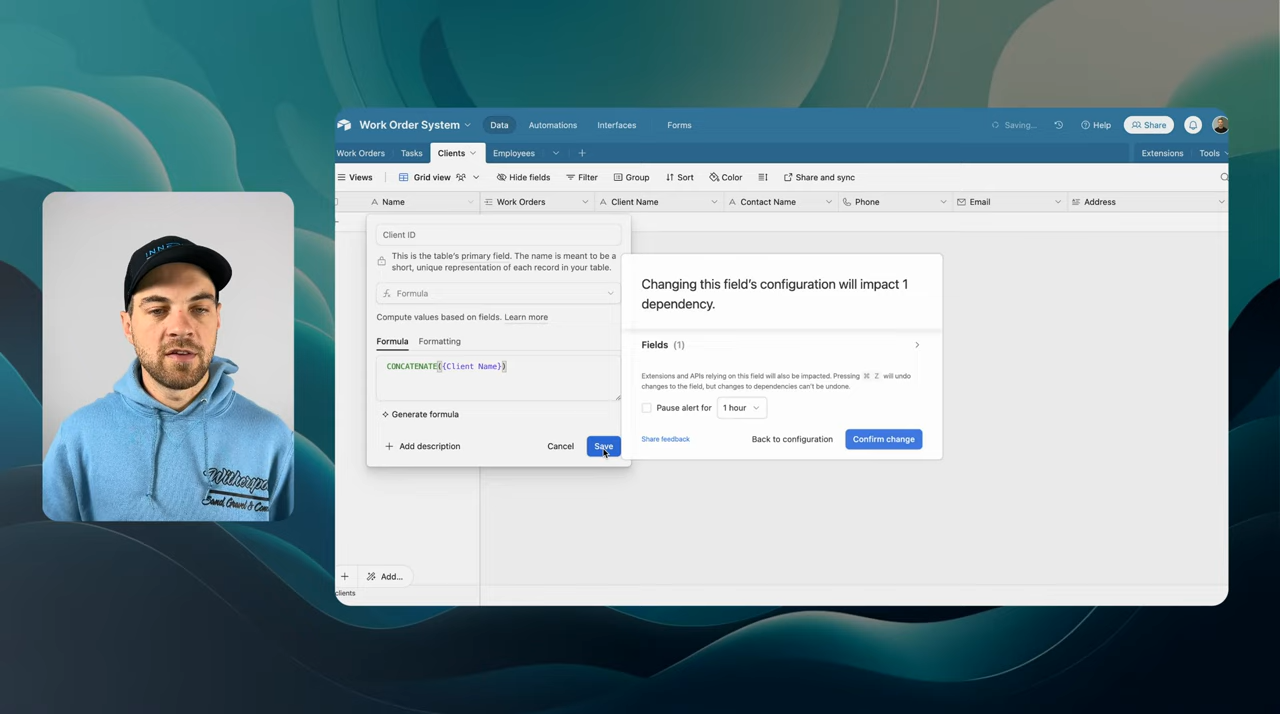 Work Order System
Data
Automations
Interfaces
Forms
Saving...
Help
Share
Work Orders
Tasks
Clients
Employees
Extensions
Tools
Views
Grid view
Hide fields
Filter
Group
Sort
Color
Share and sync
Name
Work Orders
Client Name
Contact Name
Phone
Email
Address
Client ID
This is the table's primary field. The name is meant to be a
short, unique representation of each record in your table.
Formula
Compute values based on fields. Learn more
Formula
Formatting
CONCATENATE({Client Name})
Generate formula
Add description
Cancel
Save
Changing this field's configuration will impact 1
dependency.
Fields (1)
Extensions and APIs relying on this field will also be impacted. Pressing ⌘ Z will undo
changes to the field, but changes to dependencies can't be undone.
Pause alert for
1 hour
Share feedback
Back to configuration
Confirm change
Add...
clients